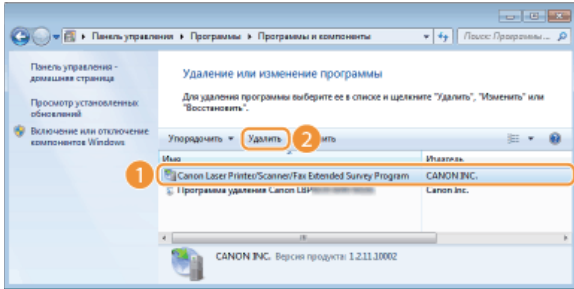 Панель управления
Программы
Программы и компоненты
Поиск: Программы...
Панель управления -
домашняя страница
Просмотр установленных
обновлений
Включение или отключение
компонентов Windows
Удаление или изменение программы
Для удаления программы выберите ее в списке и щелкните "Удалить", "Изменить" или
"Восстановить".
Упорядочить
Удалить
2
ить
Имя
Издатель
1
Canon Laser Printer/Scanner/Fax Extended Survey Program
CANON INC.
Программа удаления Canon LBP
Canon Inc.
CANON INC. Версия продукта: 1.2.11.10002